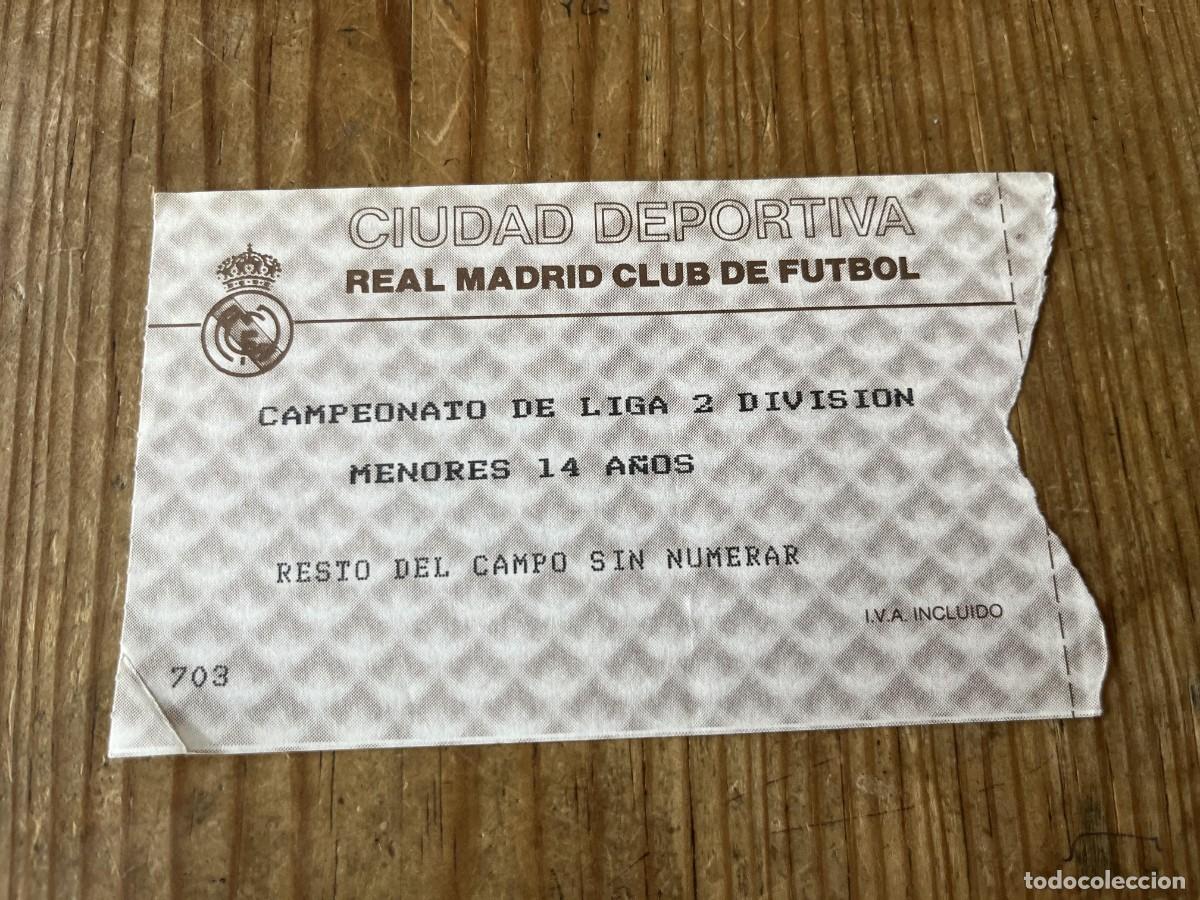 CIUDAD DEPORTIVA
REAL MADRID CLUB DE FUTBOL
CAMPEONATO DE LIGA 2 DIVISION
MENORES 14 AÑOS
RESTO DEL CAMPO SIN NUMERAR
I.V.A. INCLUIDO
703
todocoleccion